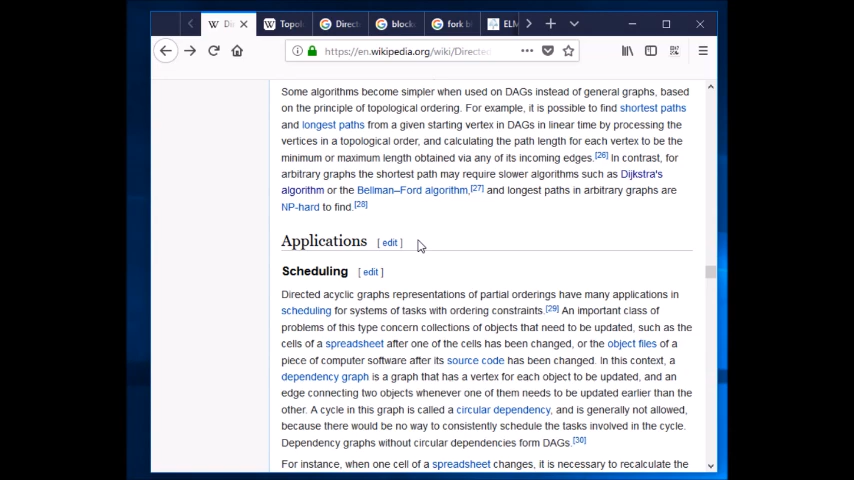 Di
Topol
Direct
block
fork b
ELM
https://en.wikipedia.org/wiki/Directed
Some algorithms become simpler when used on DAGs instead of general graphs, based
on the principle of topological ordering. For example, it is possible to find shortest paths
and longest paths from a given starting vertex in DAGs in linear time by processing the
vertices in a topological order, and calculating the path length for each vertex to be the
minimum or maximum length obtained via any of its incoming edges.[26] In contrast, for
arbitrary graphs the shortest path may require slower algorithms such as Dijkstra's
algorithm or the Bellman–Ford algorithm,[27] and longest paths in arbitrary graphs are
NP-hard to find.[28]
Applications [ edit ]
Scheduling [ edit ]
Directed acyclic graphs representations of partial orderings have many applications in
scheduling for systems of tasks with ordering constraints.[29] An important class of
problems of this type concern collections of objects that need to be updated, such as the
cells of a spreadsheet after one of the cells has been changed, or the object files of a
piece of computer software after its source code has been changed. In this context, a
dependency graph is a graph that has a vertex for each object to be updated, and an
edge connecting two objects whenever one of them needs to be updated earlier than the
other. A cycle in this graph is called a circular dependency, and is generally not allowed,
because there would be no way to consistently schedule the tasks involved in the cycle.
Dependency graphs without circular dependencies form DAGs.[30]
For instance, when one cell of a spreadsheet changes, it is necessary to recalculate the